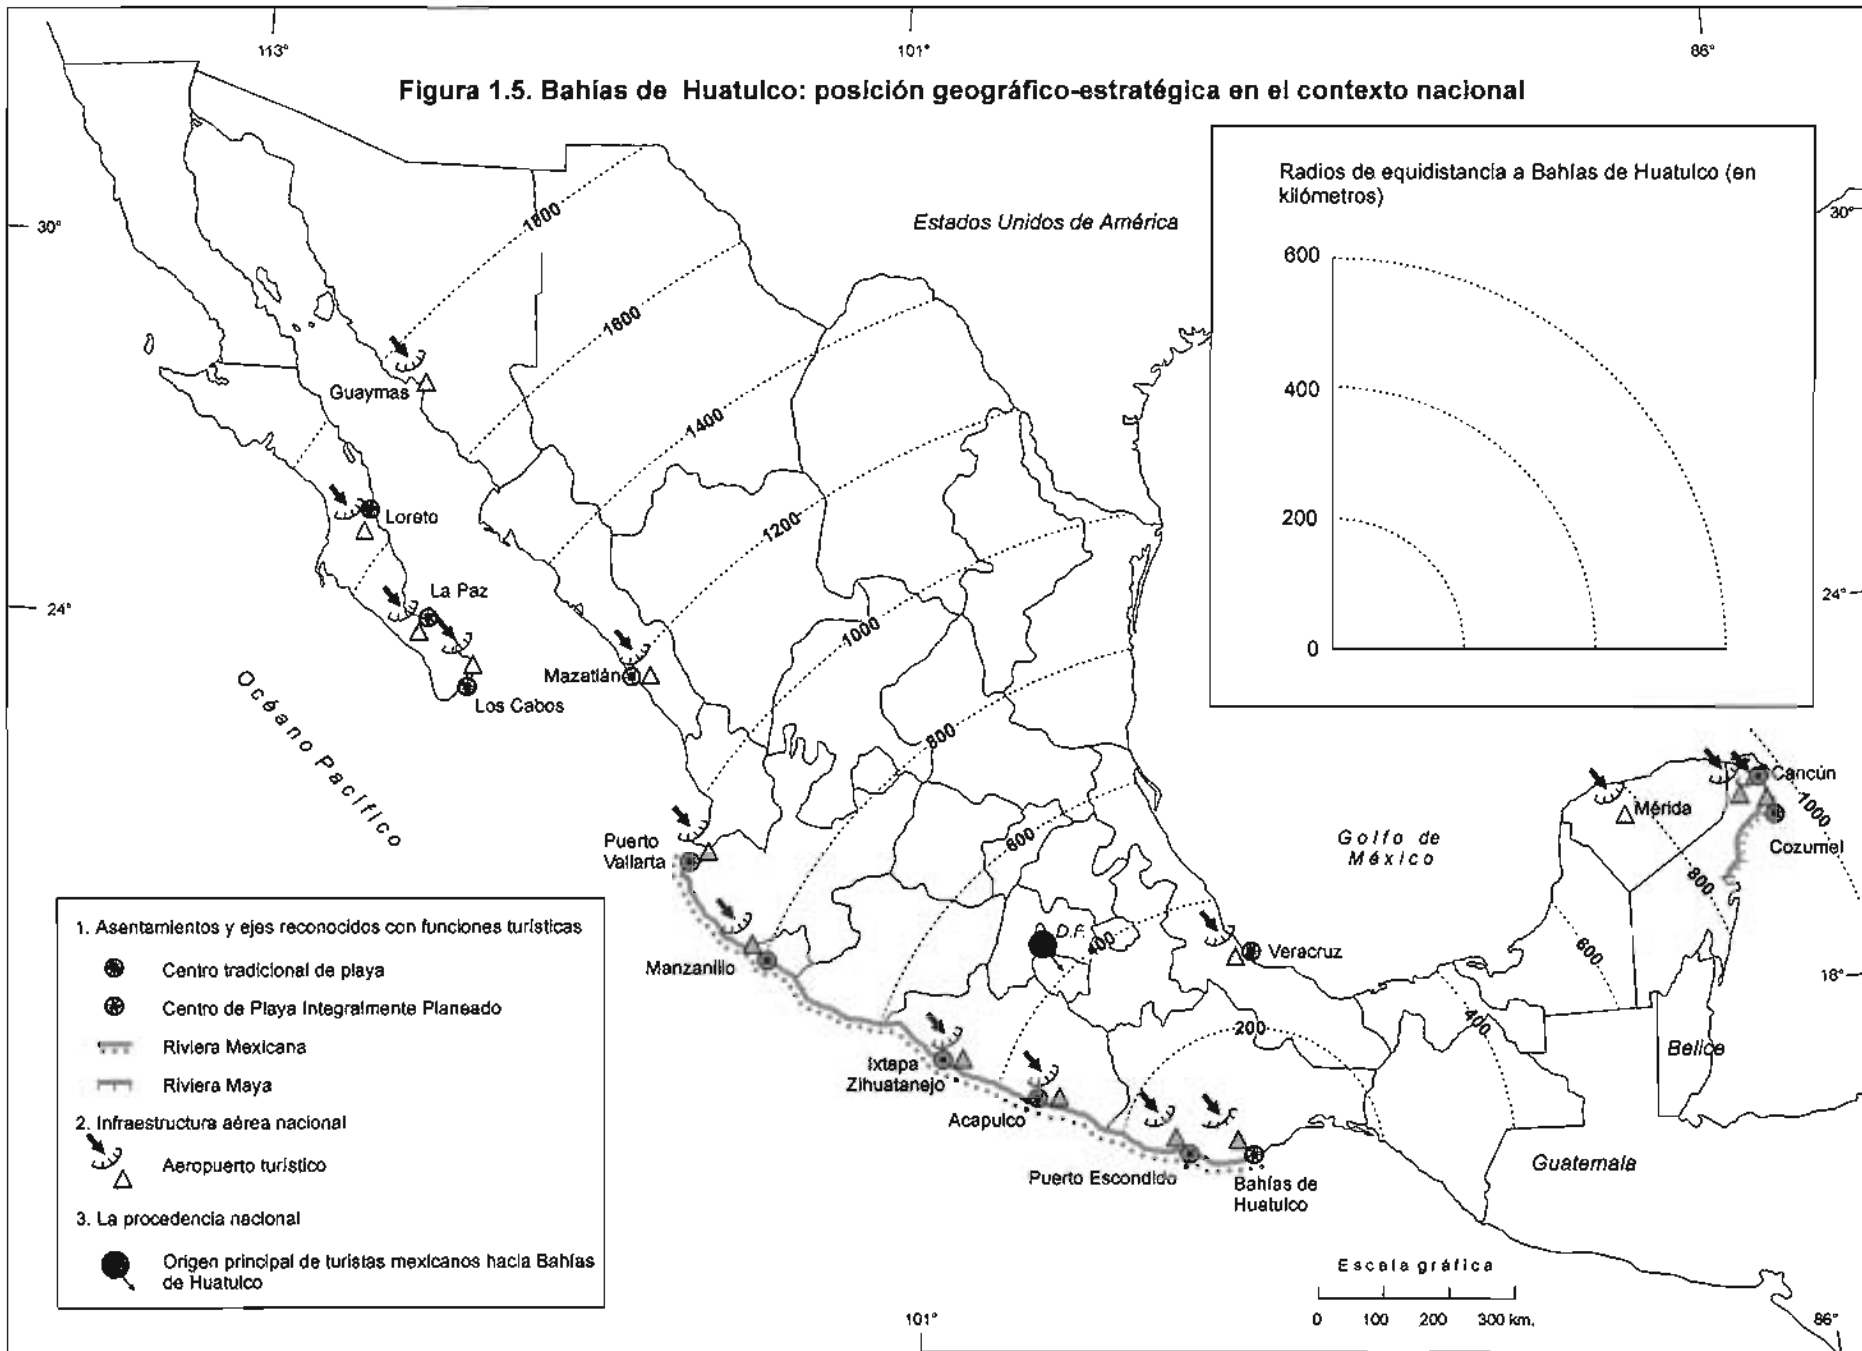 113°
101°
86°
Figura 1.5. Bahías de Huatulco: posición geográfico-estratégica en el contexto nacional
Radios de equidistancia a Bahías de Huatulco (en
kilómetros)
600
400
200
0
30°
30°
Estados Unidos de América
1800
1600
1400
1200
1000
800
600
400
200
Guaymas
Loreto
La Paz
Los Cabos
24°
24°
Mazatlán
Océano Pacífico
Puerto
Vallarta
Manzanillo
Ixtapa
Zihuatanejo
Acapulco
Puerto Escondido
Bahías de
Huatulco
D.F.
Veracruz
Golfo de
México
Mérida
Cancún
Cozumel
1000
800
600
400
18°
Belice
Guatemala
1. Asentamientos y ejes reconocidos con funciones turísticas
Centro tradicional de playa
Centro de Playa Integralmente Planeado
Riviera Mexicana
Riviera Maya
2. Infraestructura aérea nacional
Aeropuerto turístico
3. La procedencia nacional
Origen principal de turistas mexicanos hacia Bahías
de Huatulco
Escala gráfica
0 100 200 300 km.
101°
86°